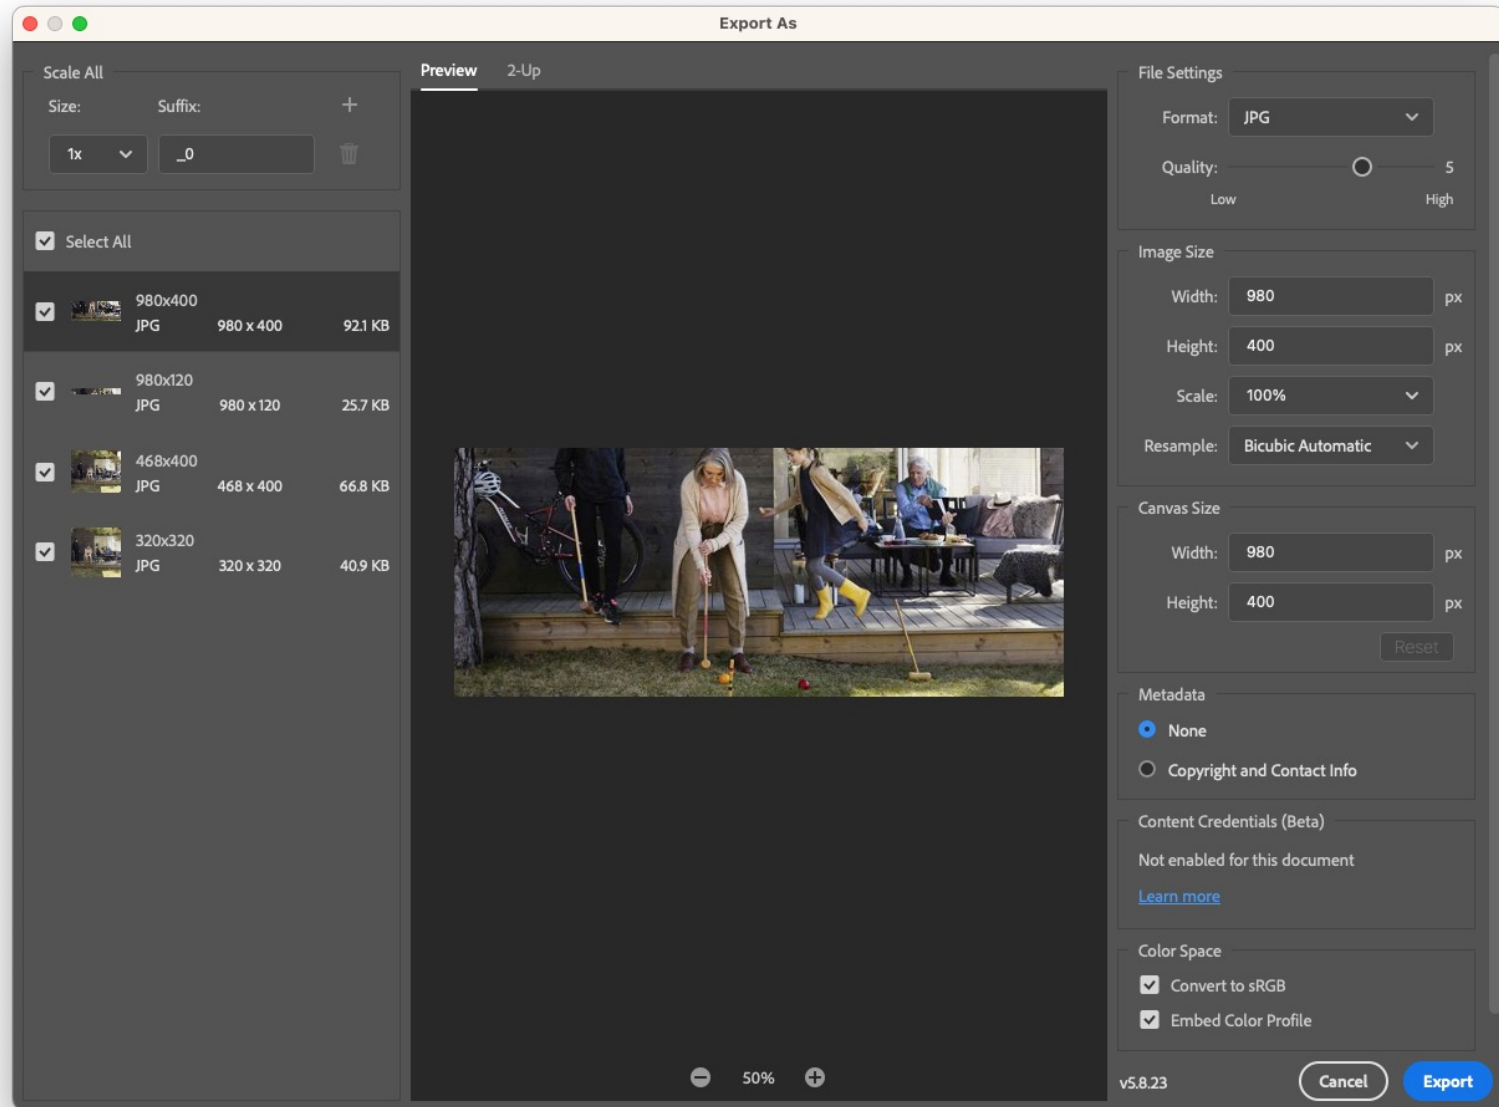 Export As
Scale All
Size: Suffix:
1x _0
Select All
980x400
JPG 980 x 400 92.1 KB
980x120
JPG 980 x 120 25.7 KB
468x400
JPG 468 x 400 66.8 KB
320x320
JPG 320 x 320 40.9 KB
Preview 2-Up
50%
File Settings
Format: JPG
Quality: 5
Low High
Image Size
Width: 980 px
Height: 400 px
Scale: 100%
Resample: Bicubic Automatic
Canvas Size
Width: 980 px
Height: 400 px
Reset
Metadata
None
Copyright and Contact Info
Content Credentials (Beta)
Not enabled for this document
Learn more
Color Space
Convert to sRGB
Embed Color Profile
v5.8.23 Cancel Export